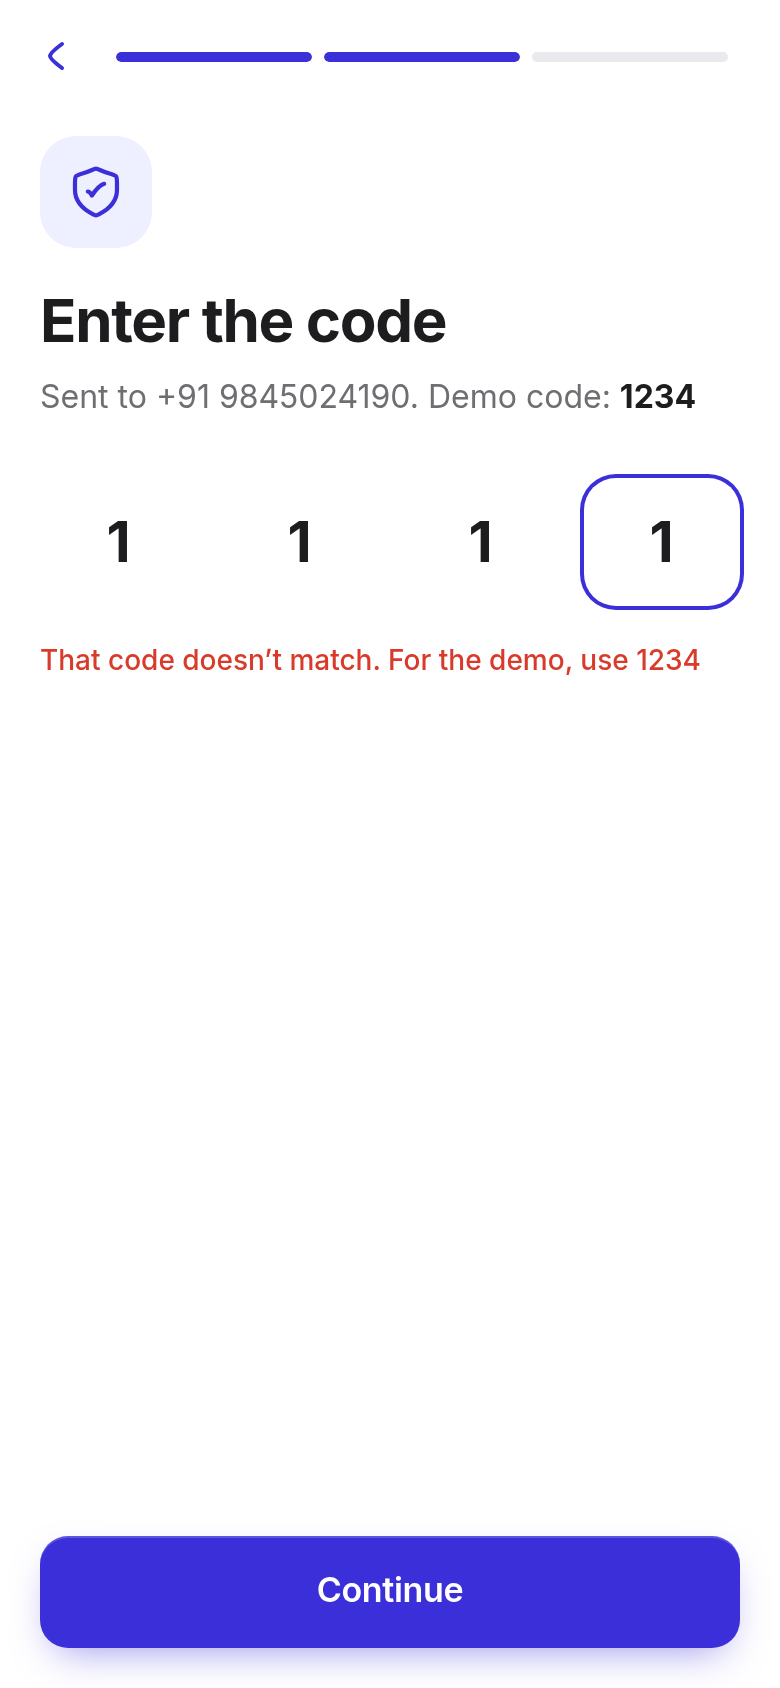 Enter the code
Sent to +91 9845024190. Demo code: 1234
1 1 1 1
That code doesn’t match. For the demo, use 1234
Continue